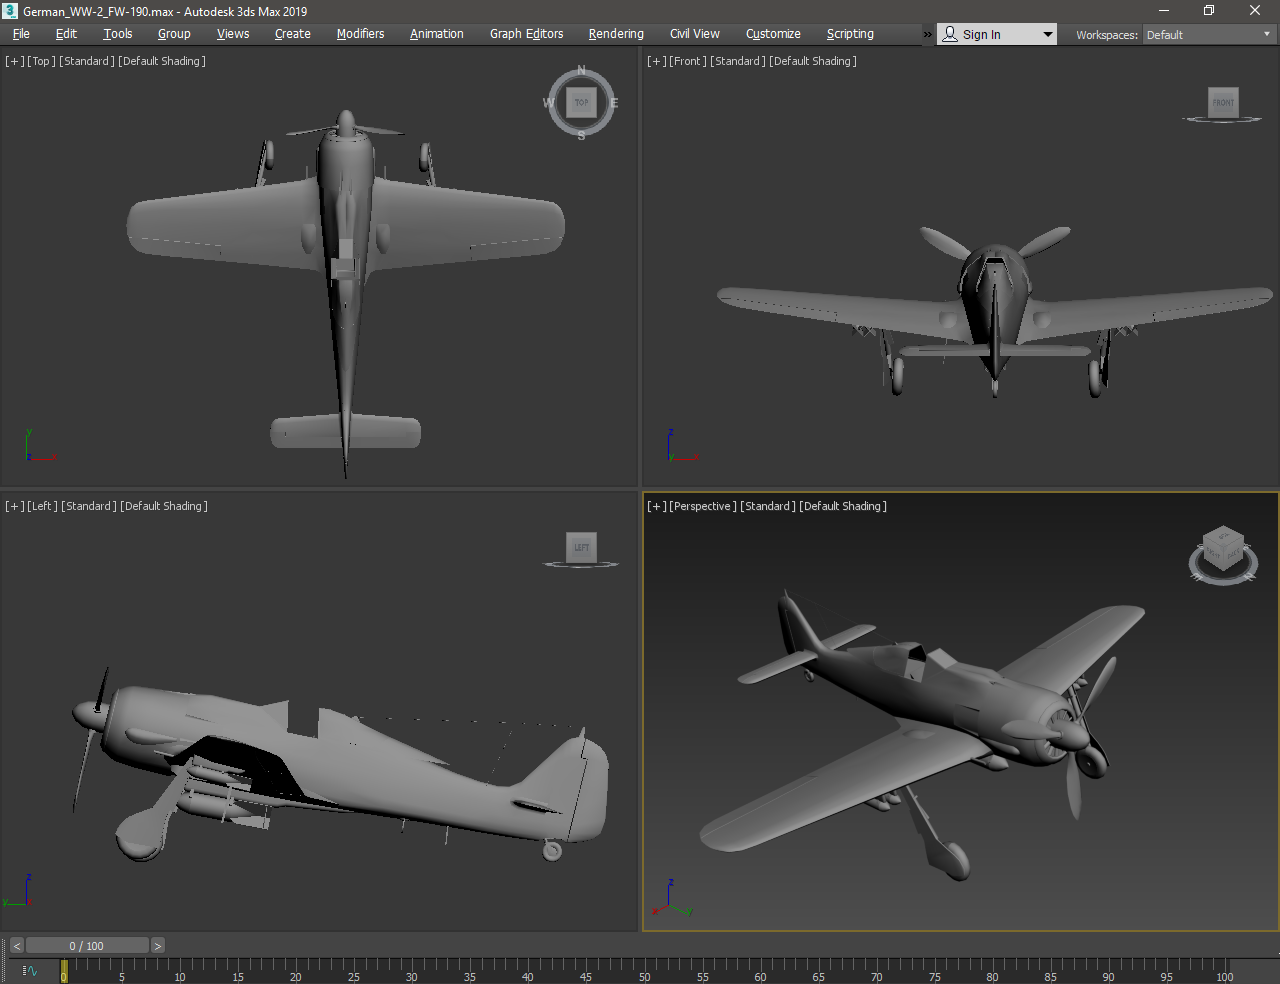 German_WW-2_FW-190.max - Autodesk 3ds Max 2019
File Edit Tools Group Views Create Modifiers Animation Graph Editors Rendering Civil View Customize Scripting » Sign In Workspaces: Default
[+] [Top] [Standard] [Default Shading]
[+] [Front] [Standard] [Default Shading]
N
W TOP E
S
FRONT
y
z x
z
y x
[+] [Left] [Standard] [Default Shading]
[+] [Perspective] [Standard] [Default Shading]
LEFT
z
y
z
x y
< 0 / 100 >
0 5 10 15 20 25 30 35 40 45 50 55 60 65 70 75 80 85 90 95 100